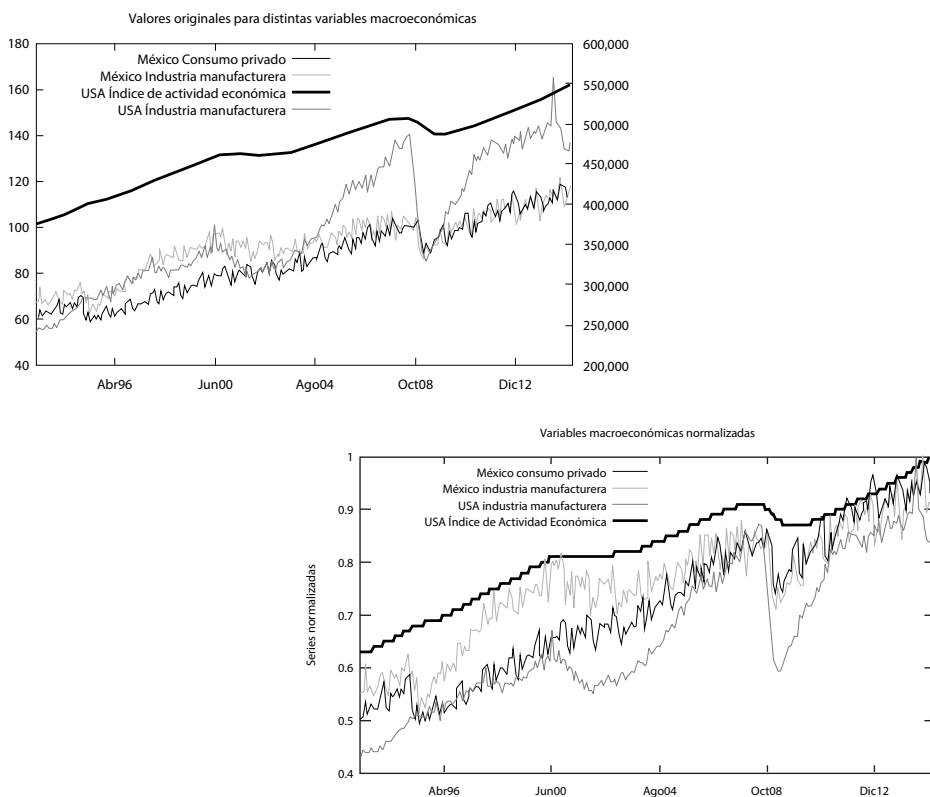 Valores originales para distintas variables macroeconómicas
180
160
140
120
100
80
60
40
600,000
550,000
500,000
450,000
400,000
350,000
300,000
250,000
200,000
México Consumo privado
México Industria manufacturera
USA Índice de actividad económica
USA Índustria manufacturera
Abr96 Jun00 Ago04 Oct08 Dic12
Variables macroeconómicas normalizadas
Series normalizadas
1
0.9
0.8
0.7
0.6
0.5
0.4
México consumo privado
México industria manufacturera
USA industria manufacturera
USA Índice de Actividad Económica
Abr96 Jun00 Ago04 Oct08 Dic12